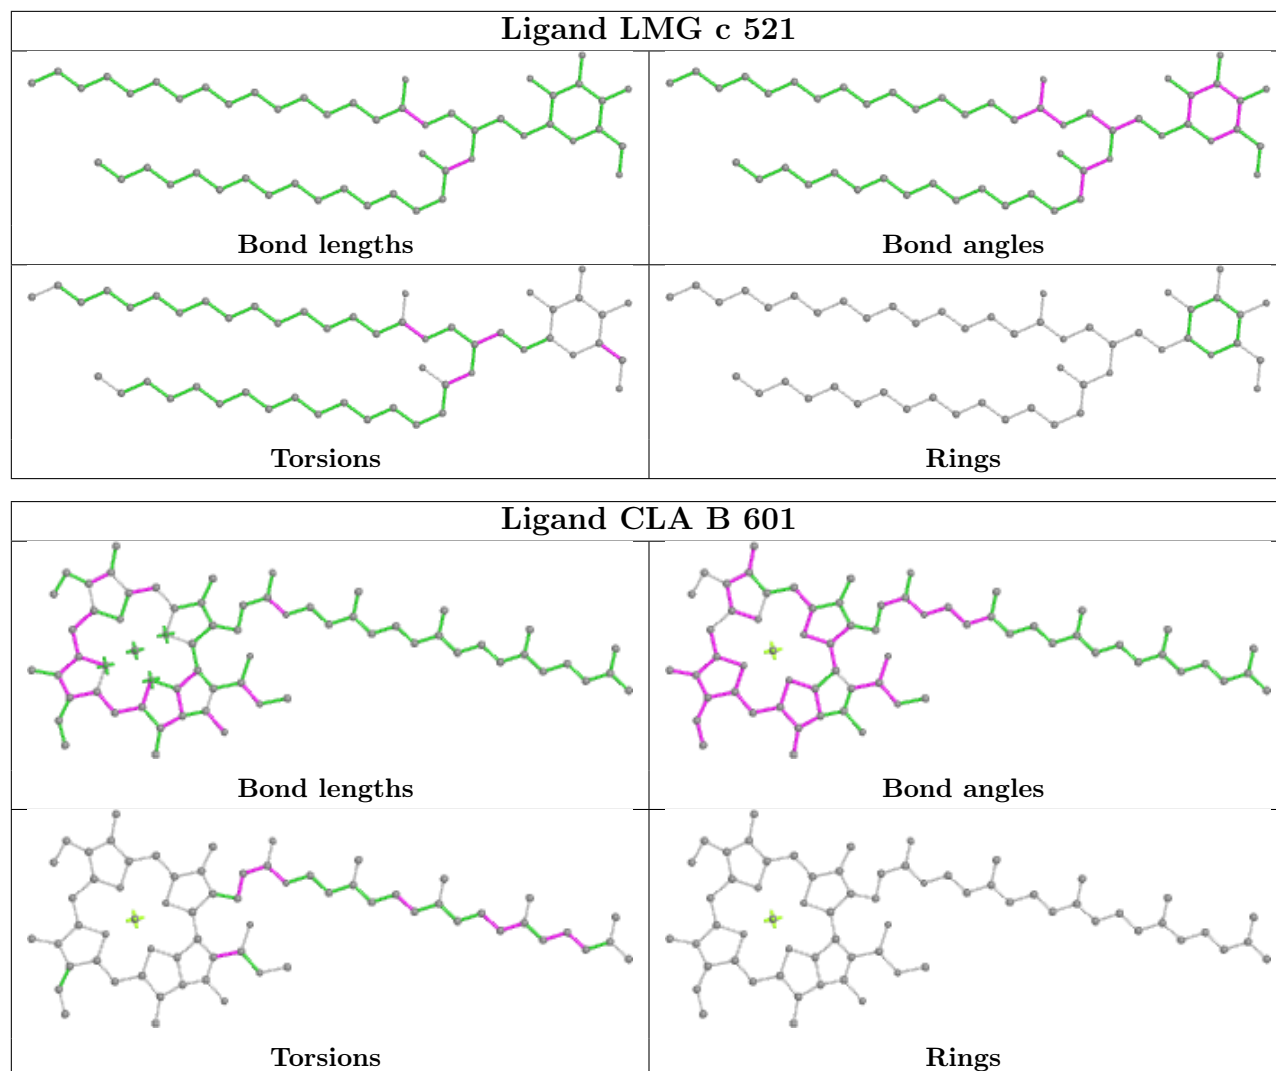 Ligand LMG c 521
Bond lengths
Bond angles
Torsions
Rings
Ligand CLA B 601
Bond lengths
Bond angles
Torsions
Rings